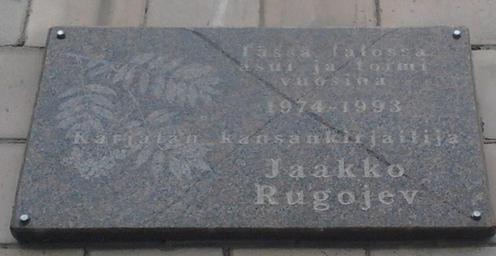 Tässä talossa
asui ja toimi
vuosina
1974-1993
Karjalan kansankirjailija
Jaakko
Rugojev